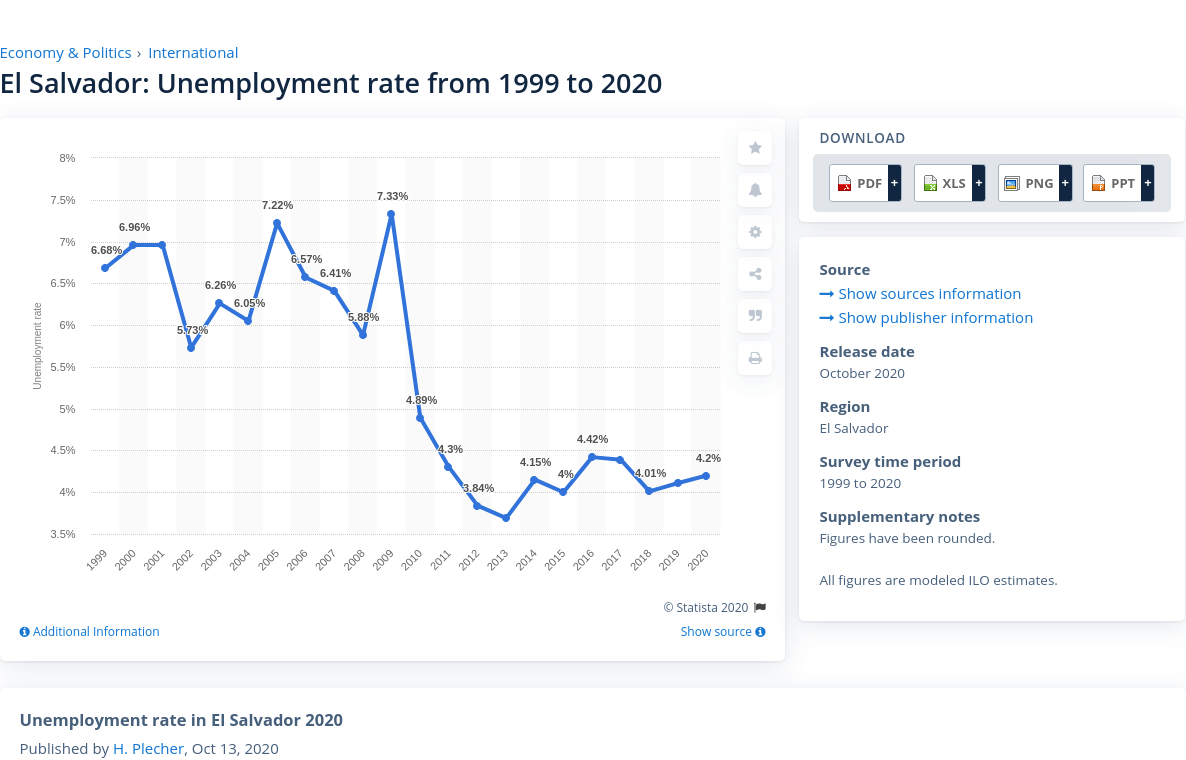 Economy & Politics › International
El Salvador: Unemployment rate from 1999 to 2020
8%
7.5%
7%
6.5%
6%
5.5%
5%
4.5%
4%
3.5%
Unemployment rate
6.68%
6.96%
5.73%
6.26%
6.05%
7.22%
6.57%
6.41%
5.88%
7.33%
4.89%
4.3%
3.84%
4.15%
4%
4.42%
4.01%
4.2%
1999 2000 2001 2002 2003 2004 2005 2006 2007 2008 2009 2010 2011 2012 2013 2014 2015 2016 2017 2018 2019 2020
© Statista 2020
Additional Information
Show source
DOWNLOAD
PDF + XLS + PNG + PPT +
Source
Show sources information
Show publisher information
Release date
October 2020
Region
El Salvador
Survey time period
1999 to 2020
Supplementary notes
Figures have been rounded.
All figures are modeled ILO estimates.
Unemployment rate in El Salvador 2020
Published by H. Plecher, Oct 13, 2020